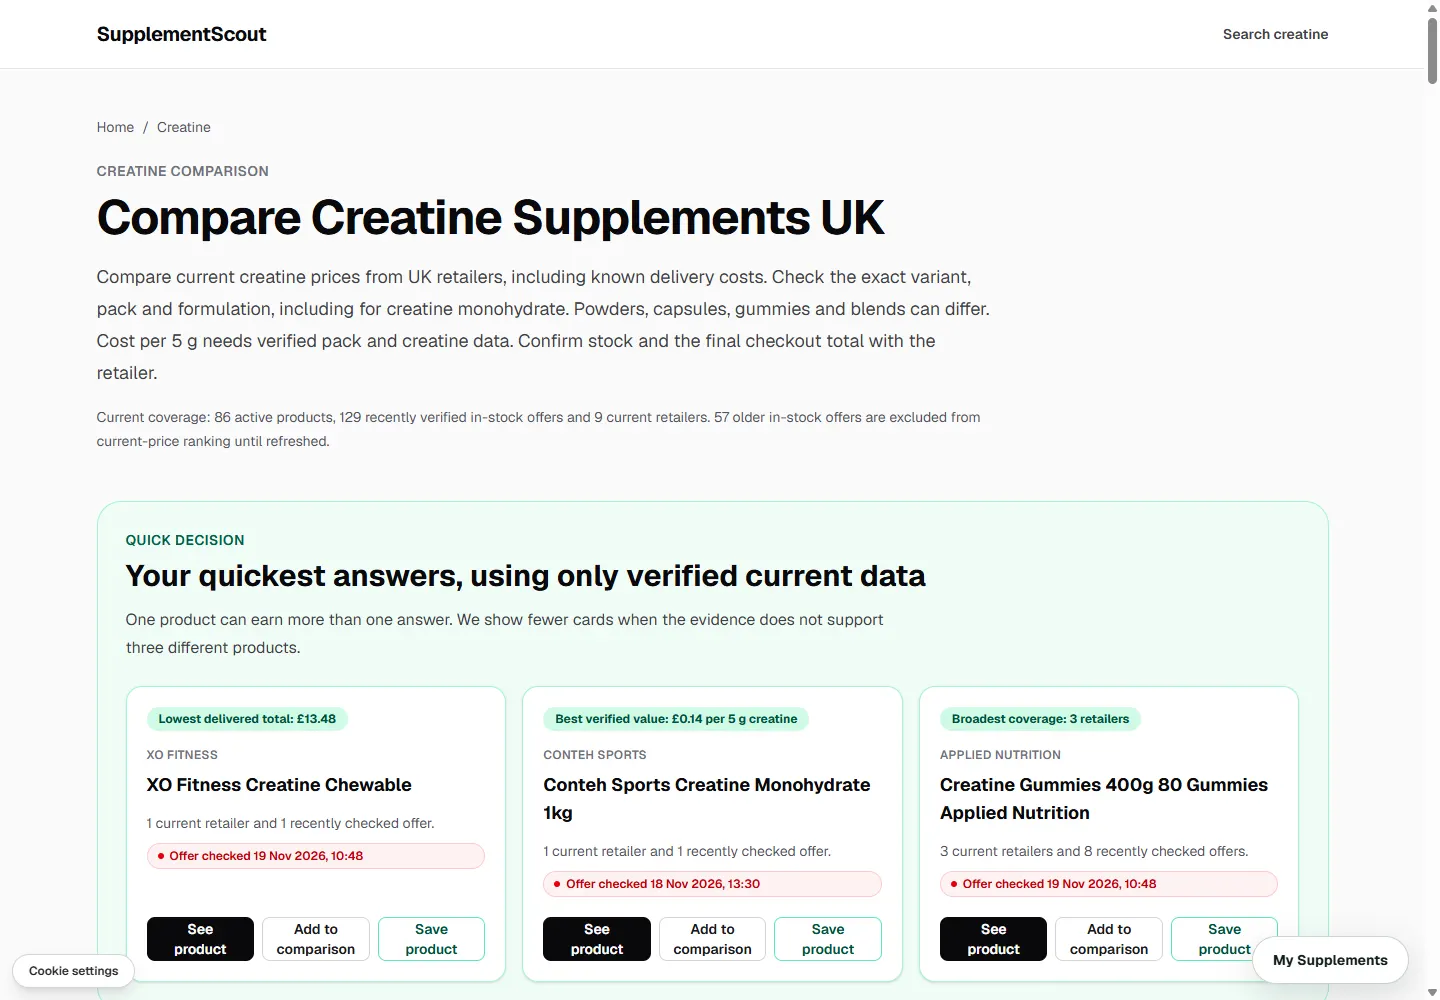 SupplementScout
Search creatine
Home / Creatine
CREATINE COMPARISON
Compare Creatine Supplements UK
Compare current creatine prices from UK retailers, including known delivery costs. Check the exact variant,
pack and formulation, including for creatine monohydrate. Powders, capsules, gummies and blends can differ.
Cost per 5 g needs verified pack and creatine data. Confirm stock and the final checkout total with the
retailer.
Current coverage: 86 active products, 129 recently verified in-stock offers and 9 current retailers. 57 older in-stock offers are excluded from
current-price ranking until refreshed.
QUICK DECISION
Your quickest answers, using only verified current data
One product can earn more than one answer. We show fewer cards when the evidence does not support
three different products.
Lowest delivered total: £13.48
XO FITNESS
XO Fitness Creatine Chewable
1 current retailer and 1 recently checked offer.
Offer checked 19 Nov 2026, 10:48
See
product
Add to
comparison
Save
product
Best verified value: £0.14 per 5 g creatine
CONTEH SPORTS
Conteh Sports Creatine Monohydrate
1kg
1 current retailer and 1 recently checked offer.
Offer checked 18 Nov 2026, 13:30
See
product
Add to
comparison
Save
product
Broadest coverage: 3 retailers
APPLIED NUTRITION
Creatine Gummies 400g 80 Gummies
Applied Nutrition
3 current retailers and 8 recently checked offers.
Offer checked 19 Nov 2026, 10:48
See
product
Add to
comparison
Save
product
Cookie settings
My Supplements